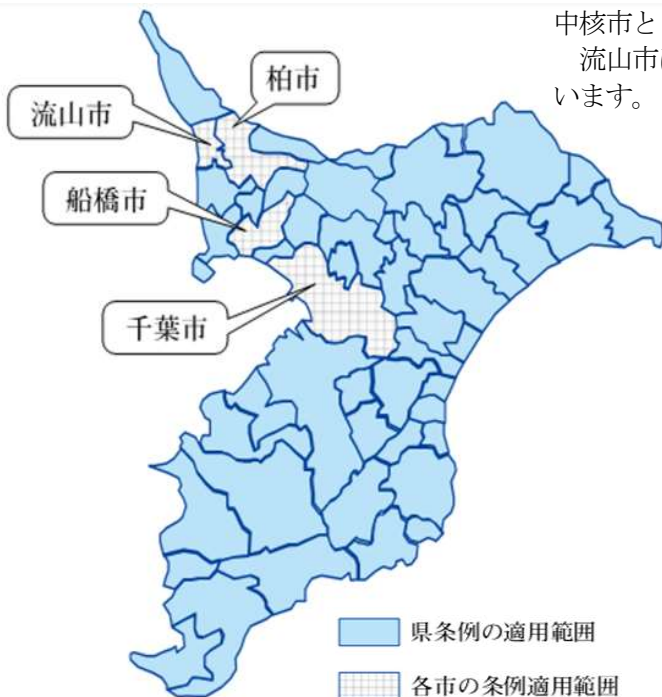 中核市と
流山市
います。
柏市
流山市
船橋市
千葉市
県条例の適用範囲
各市の条例適用範囲